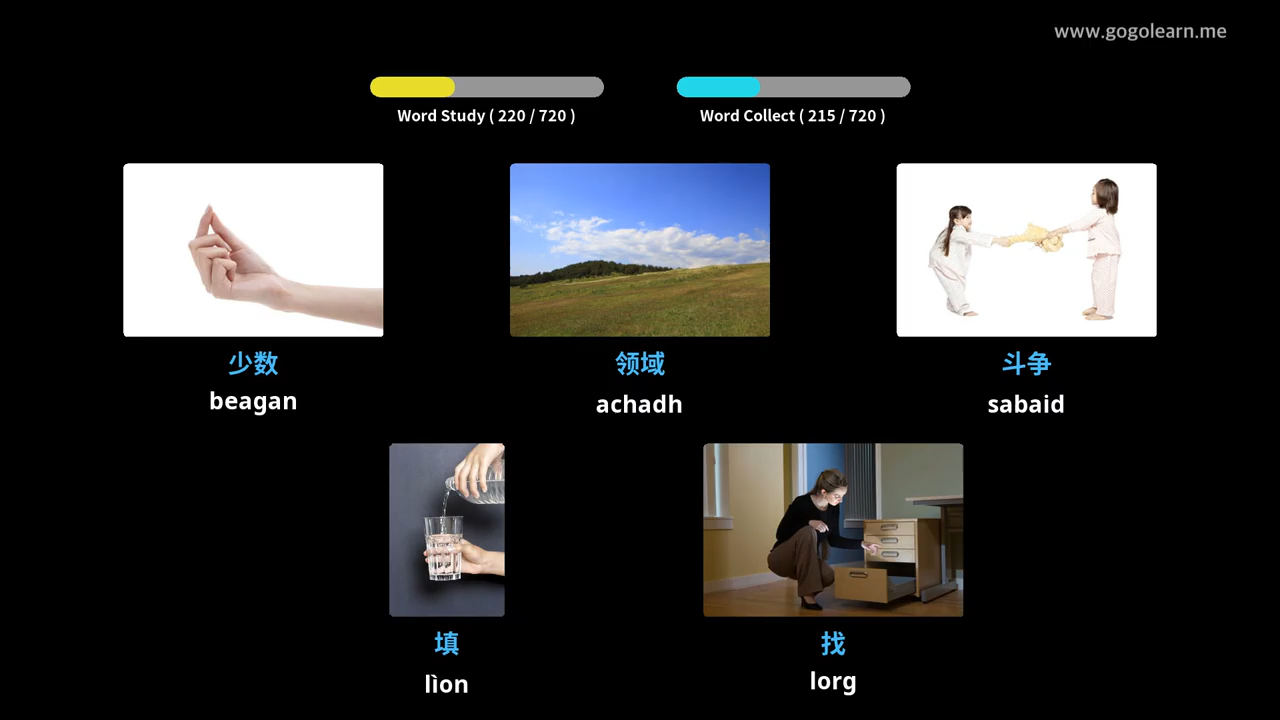 www.gogolearn.me
Word Study ( 220 / 720 )
Word Collect ( 215 / 720 )
少数
beagan
领域
achadh
斗争
sabaid
填
lìon
找
lorg